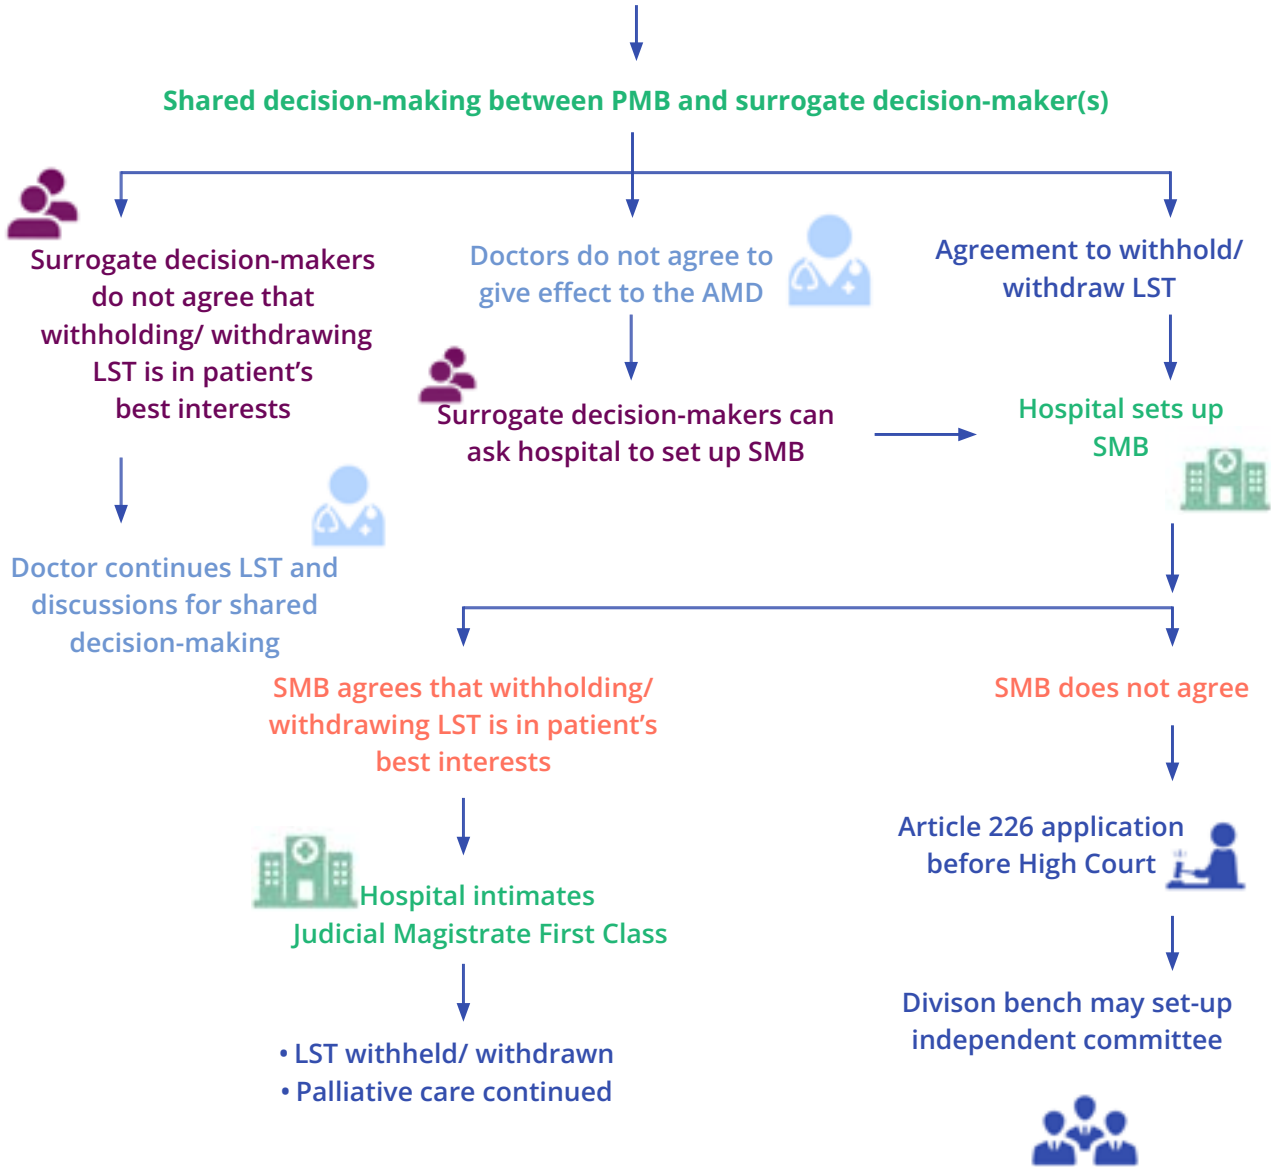 Shared decision-making between PMB and surrogate decision-maker(s)
Surrogate decision-makers
do not agree that
withholding/ withdrawing
LST is in patient’s
best interests
Doctors do not agree to
give effect to the AMD
Agreement to withhold/
withdraw LST
Surrogate decision-makers can
ask hospital to set up SMB
Hospital sets up
SMB
Doctor continues LST and
discussions for shared
decision-making
SMB agrees that withholding/
withdrawing LST is in patient’s
best interests
SMB does not agree
Hospital intimates
Judicial Magistrate First Class
Article 226 application
before High Court
• LST withheld/ withdrawn
• Palliative care continued
Divison bench may set-up
independent committee